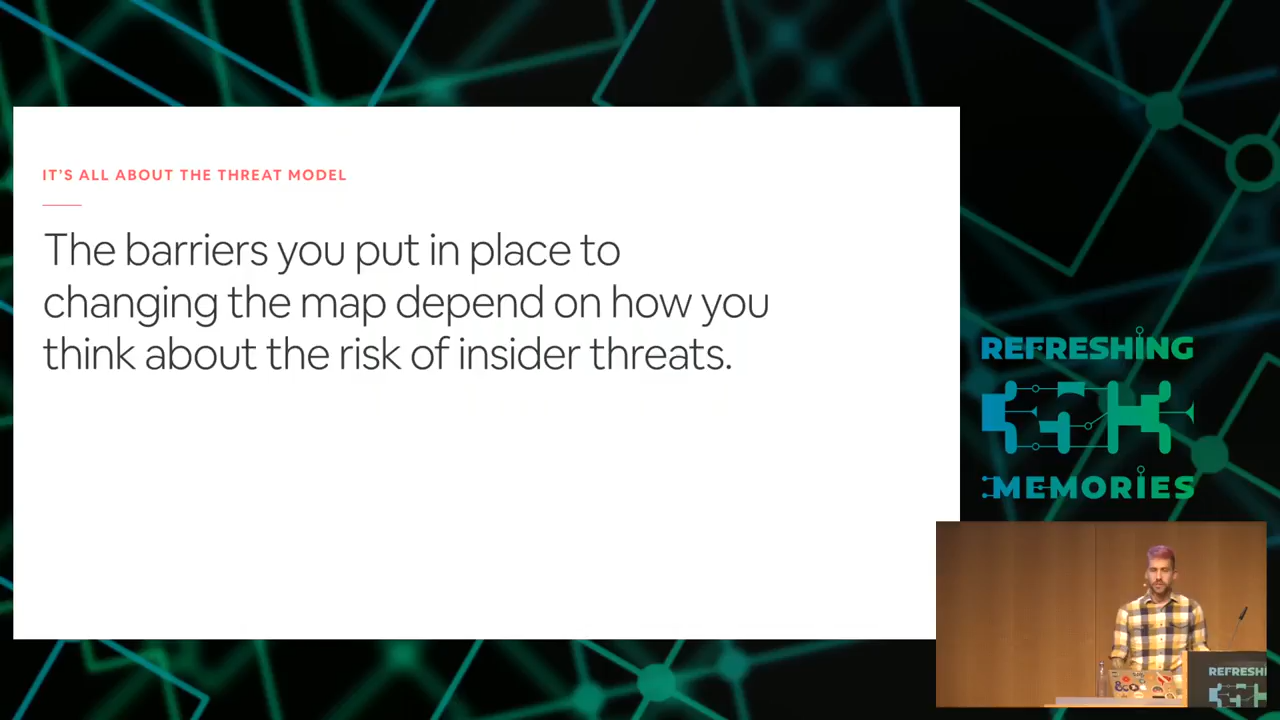 IT'S ALL ABOUT THE THREAT MODEL
The barriers you put in place to
changing the map depend on how you
think about the risk of insider threats.
REFRESHING
MEMORIES
REFRESHI